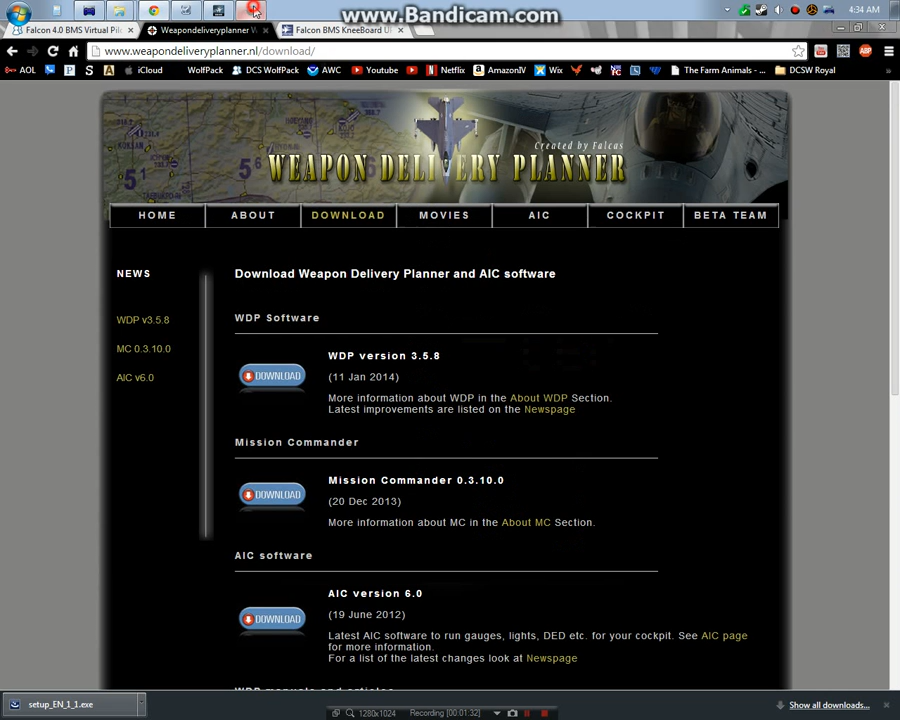 www.Bandicam.com
4:34 AM
Falcon 4.0 BMS Virtual Pilo
Weapondeliveryplanner W
Falcon BMS KneeBoard U
www.weapondeliveryplanner.nl/download/
AOL
iCloud
WolfPack
DCS WolfPack
AWC
Youtube
Netflix
AmazonIV
Wix
The Farm Animals - ...
DCSW Royal
Created by Falcas
WEAPON DELIVERY PLANNER
HOME
ABOUT
DOWNLOAD
MOVIES
AIC
COCKPIT
BETA TEAM
NEWS
WDP v3.5.8
MC 0.3.10.0
AIC v6.0
Download Weapon Delivery Planner and AIC software
WDP Software
DOWNLOAD
WDP version 3.5.8
(11 Jan 2014)
More information about WDP in the About WDP Section.
Latest improvements are listed on the Newspage
Mission Commander
DOWNLOAD
Mission Commander 0.3.10.0
(20 Dec 2013)
More information about MC in the About MC Section.
AIC software
DOWNLOAD
AIC version 6.0
(19 June 2012)
Latest AIC software to run gauges, lights, DED etc. for your cockpit. See AIC page
for more information.
For a list of the latest changes look at Newspage
WDP manuals and articles
setup_EN_1_1.exe
Show all downloads...
1280x1024
Recording [00:01:32]